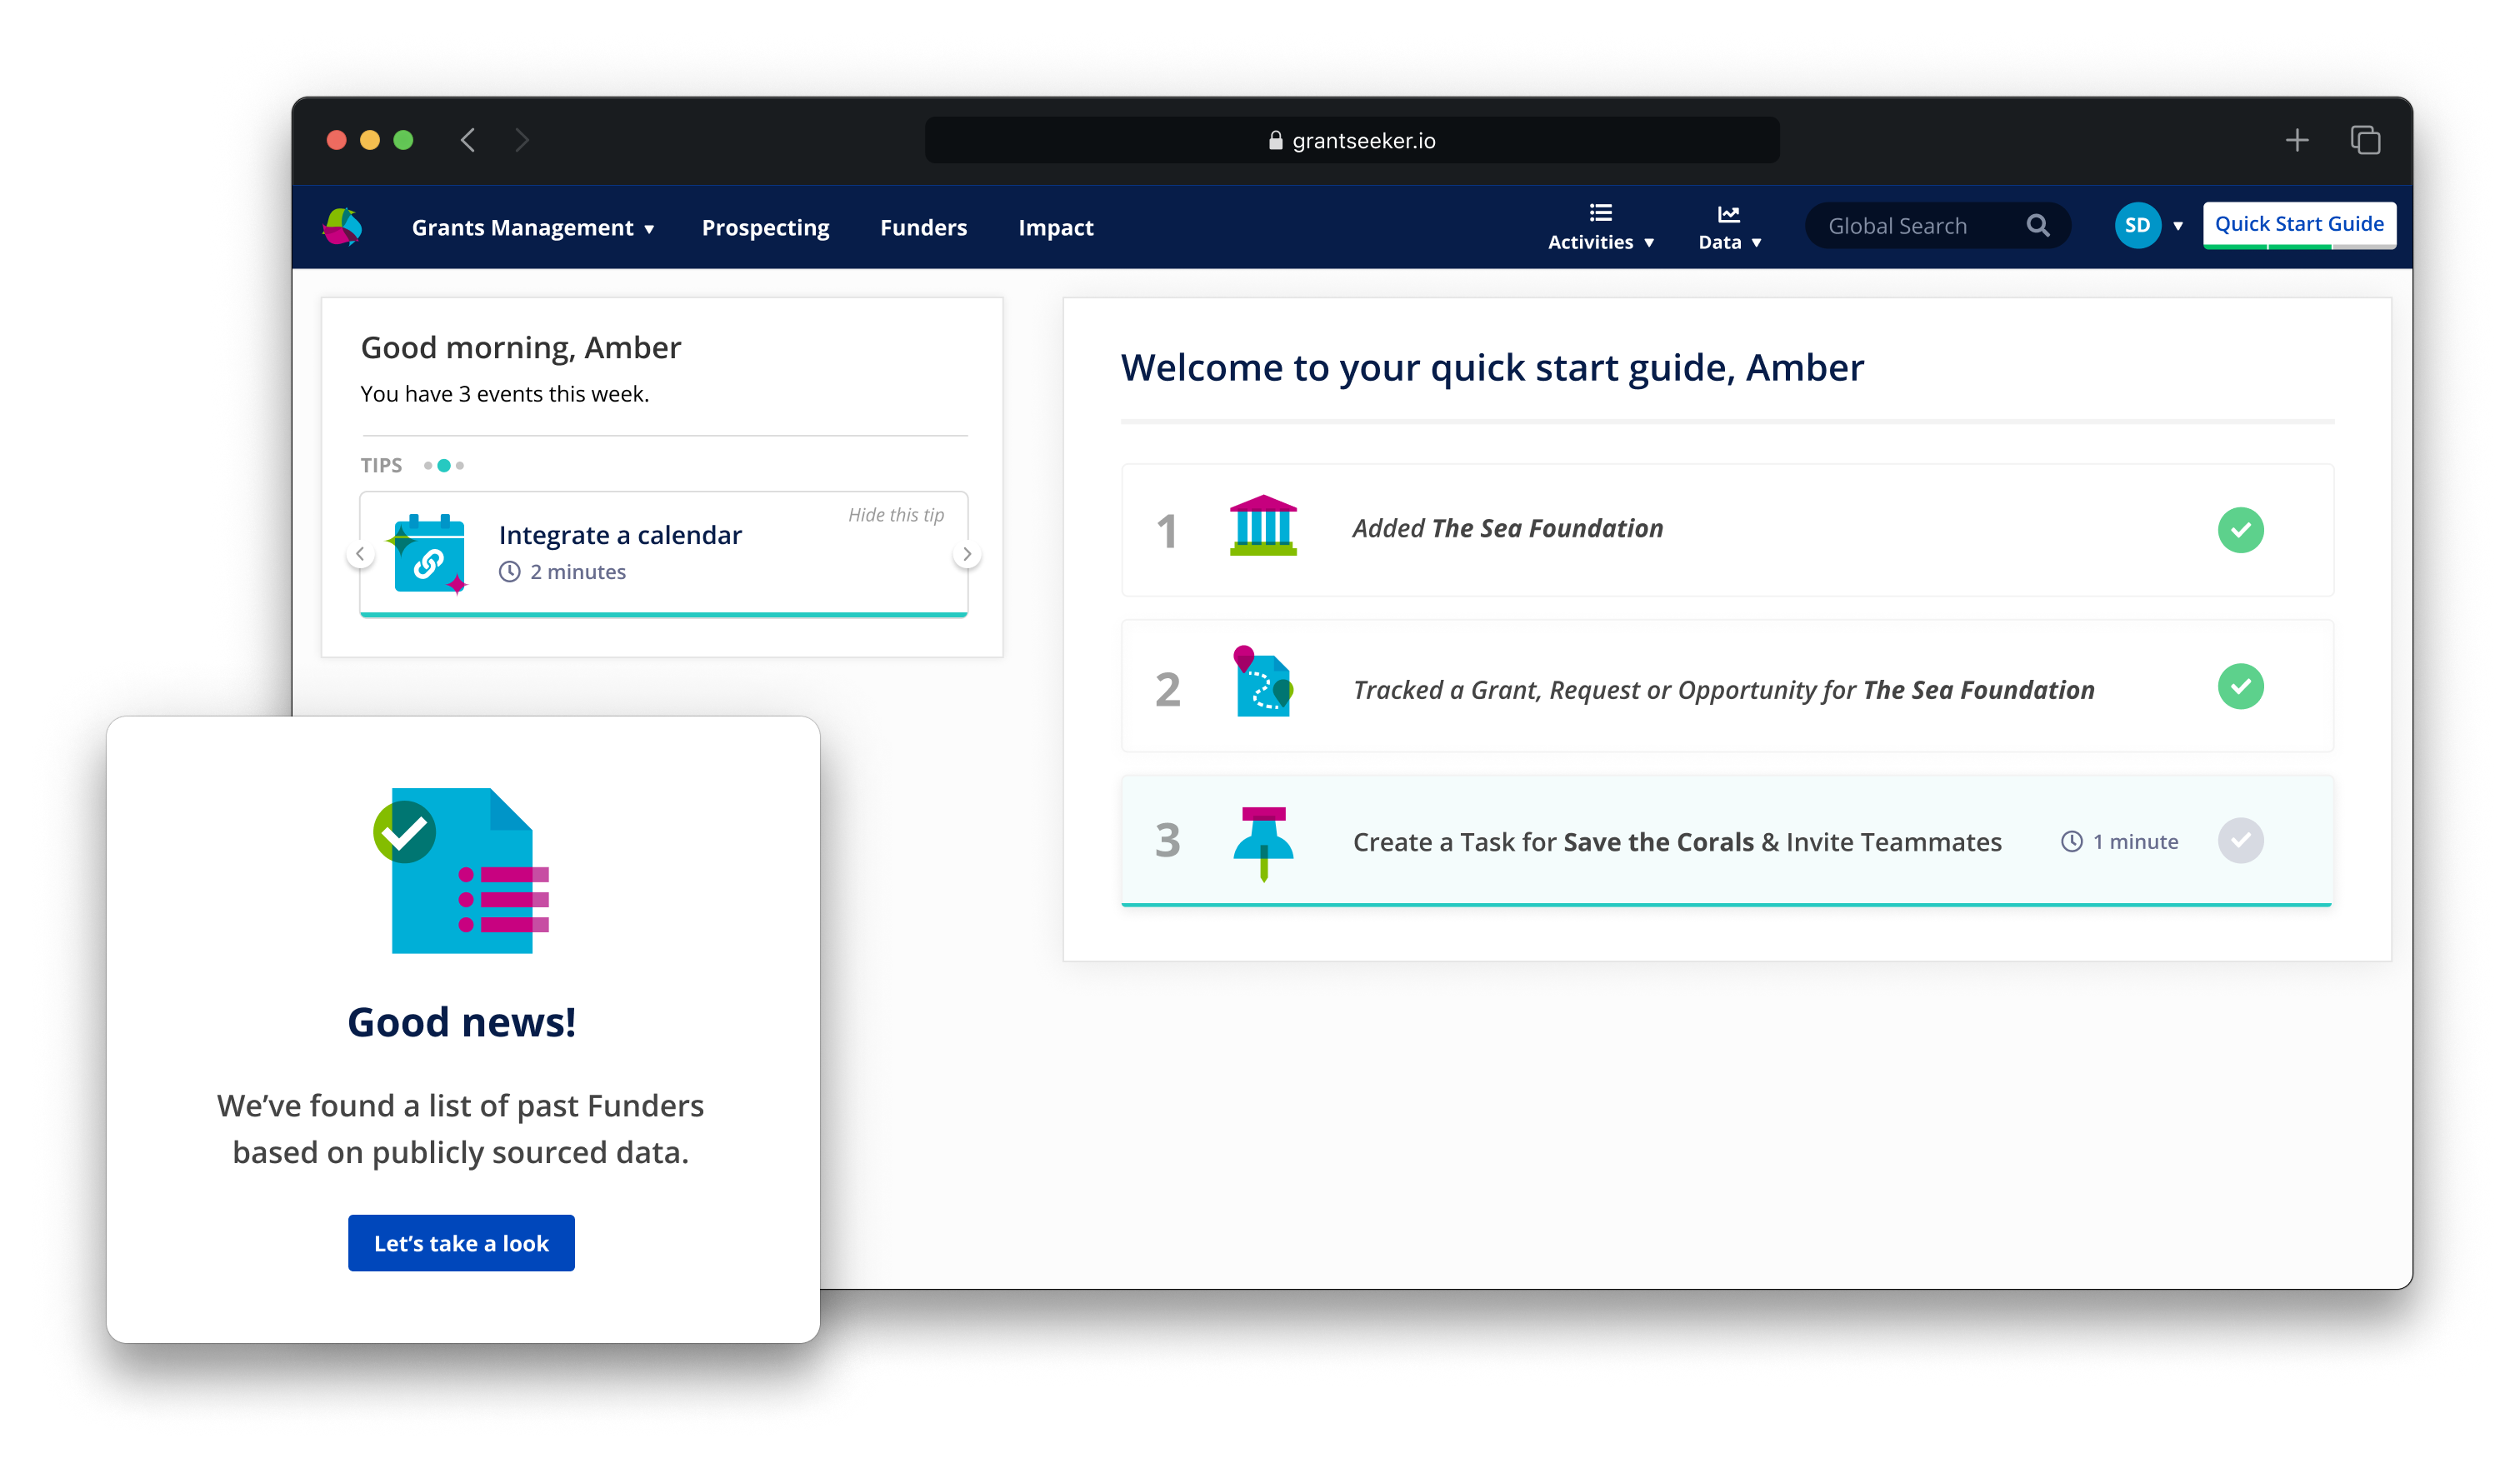 grantseeker.io
Grants Management
Prospecting
Funders
Impact
Activities
Data
Global Search
SD
Quick Start Guide
Good morning, Amber
You have 3 events this week.
TIPS
Hide this tip
Integrate a calendar
2 minutes
Welcome to your quick start guide, Amber
1
Added The Sea Foundation
2
Tracked a Grant, Request or Opportunity for The Sea Foundation
3
Create a Task for Save the Corals & Invite Teammates
1 minute
Good news!
We’ve found a list of past Funders
based on publicly sourced data.
Let’s take a look